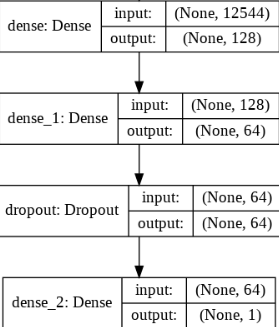 dense: Dense input: (None, 12544)
output: (None, 128)
dense_1: Dense input: (None, 128)
output: (None, 64)
dropout: Dropout input: (None, 64)
output: (None, 64)
dense_2: Dense input: (None, 64)
output: (None, 1)